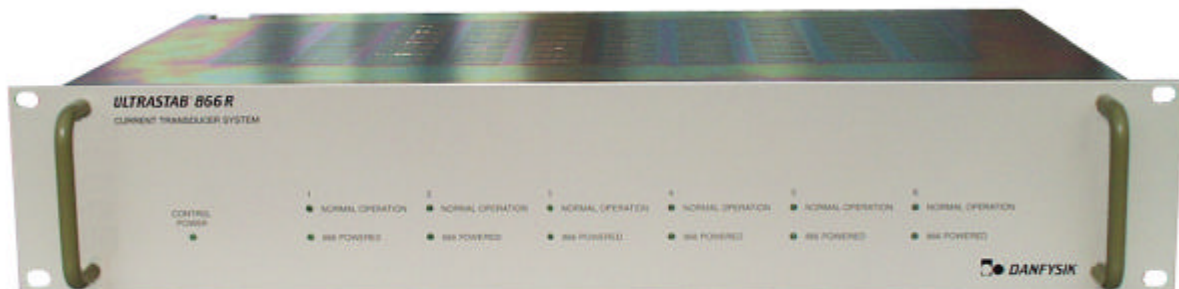 ULTRASTAB 866 R
CURRENT TRANSDUCER SYSTEM
1 2 3 4 5 6
CONTROL
POWER
NORMAL OPERATION NORMAL OPERATION NORMAL OPERATION NORMAL OPERATION NORMAL OPERATION NORMAL OPERATION
866 POWERED 866 POWERED 866 POWERED 866 POWERED 866 POWERED 866 POWERED
DANFYSIK